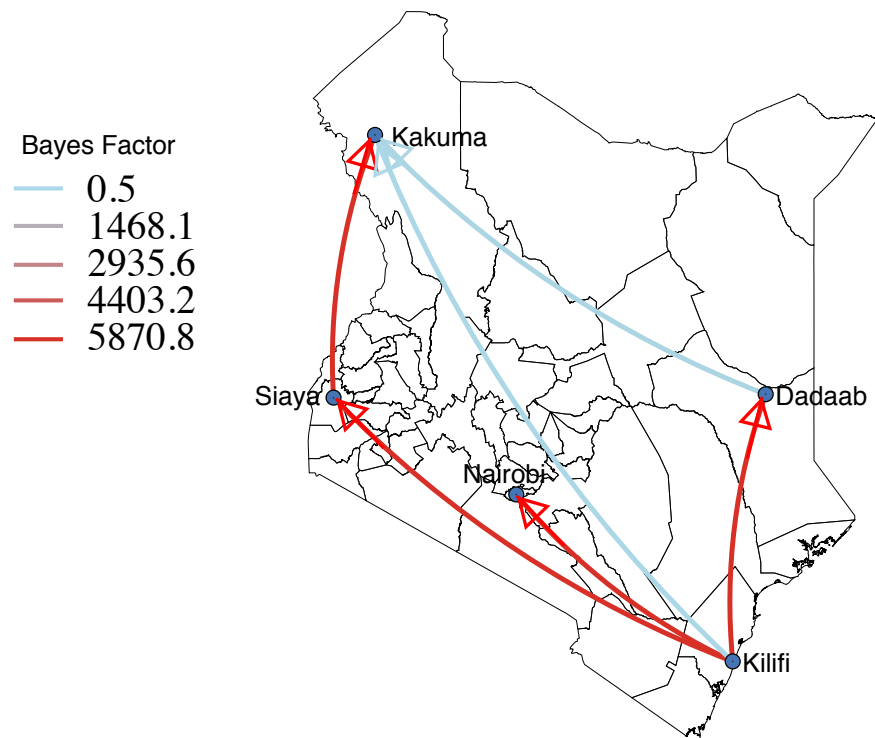 Bayes Factor
0.5
1468.1
2935.6
4403.2
5870.8
Kakuma
Siaya
Dadaab
Nairobi
Kilifi